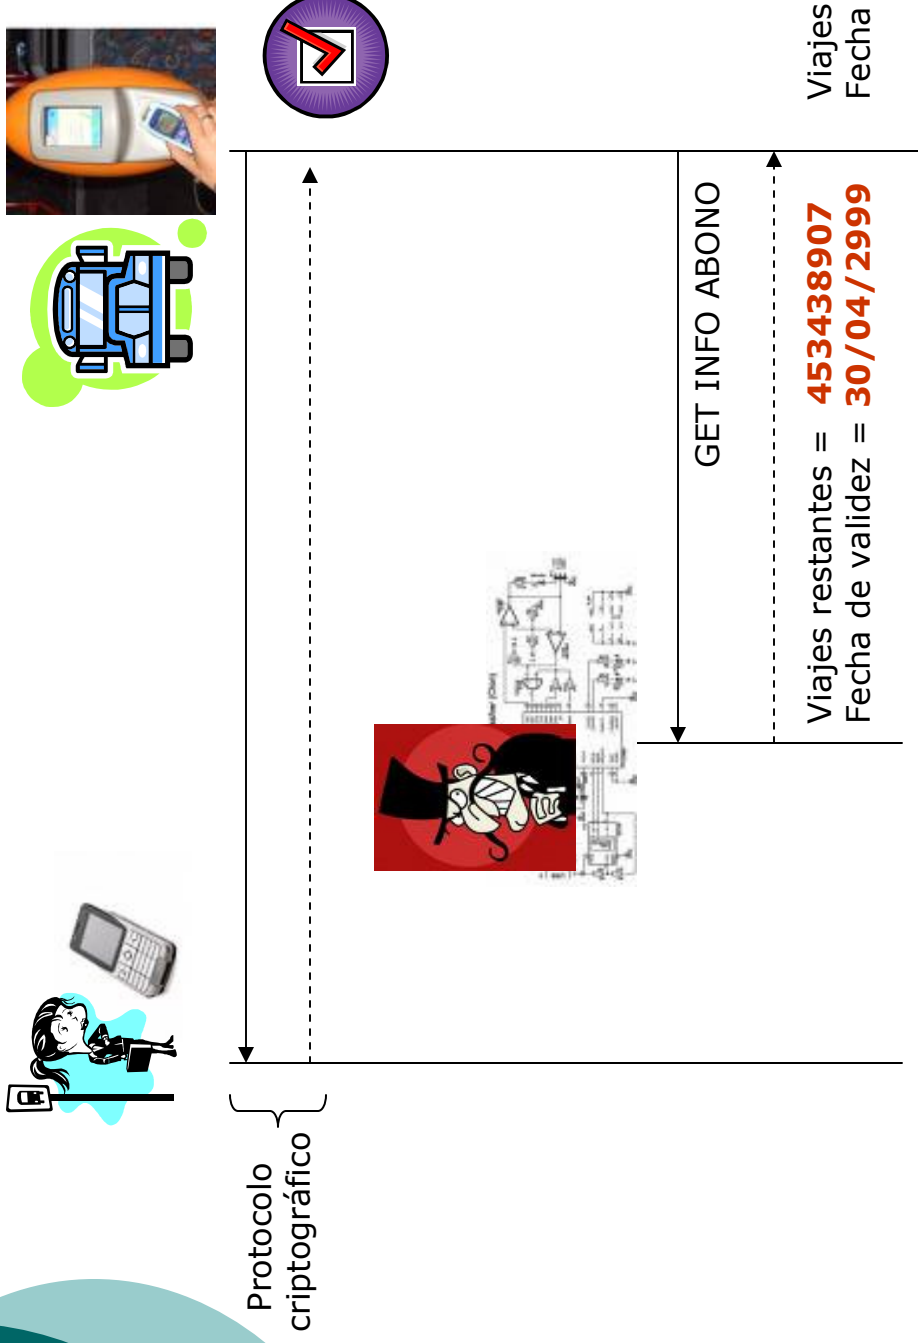 Protocolo
criptográfico
GET INFO ABONO
Viajes restantes = 453438907
Fecha de validez = 30/04/2999
Viajes
Fecha